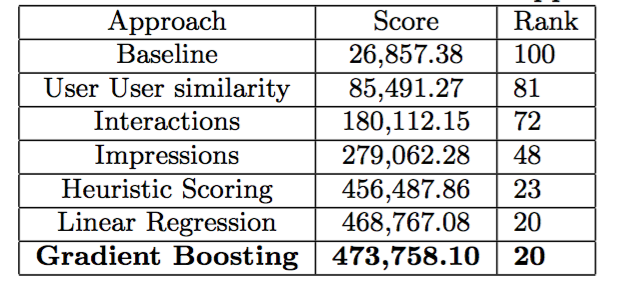 Approach Score Rank
Baseline 26,857.38 100
User User similarity 85,491.27 81
Interactions 180,112.15 72
Impressions 279,062.28 48
Heuristic Scoring 456,487.86 23
Linear Regression 468,767.08 20
Gradient Boosting 473,758.10 20